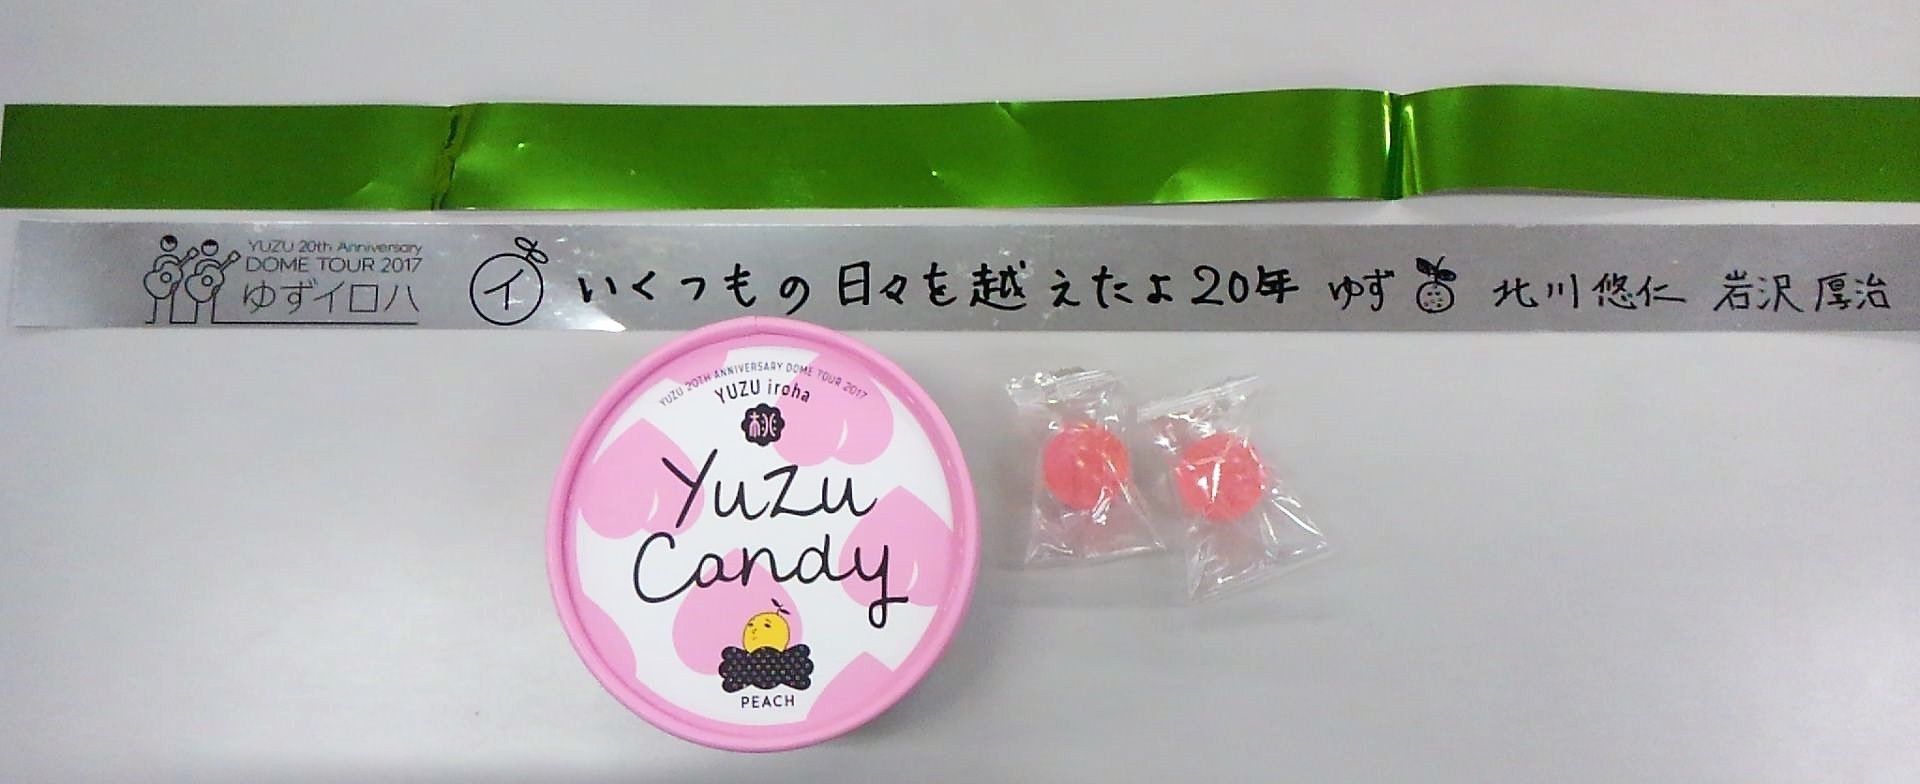 YUZU 20th Anniversary
DOME TOUR 2017
ゆずイロハ
イ いくつもの日々を越えたよ20年 ゆず 北川悠仁 岩沢厚治
YUZU 20TH ANNIVERSARY DOME TOUR 2017
YUZU iroha
桃
Yuzu
Candy
PEACH